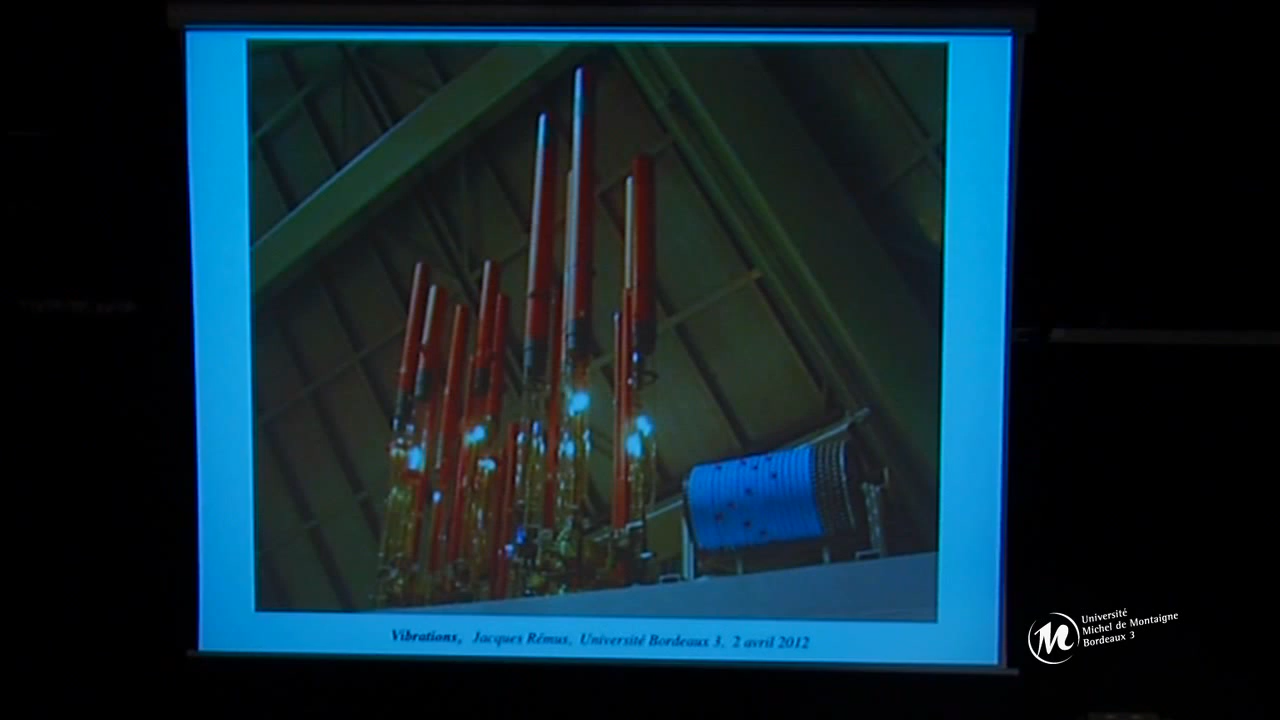 Vibrations, Jacques Rémus, Université Bordeaux 3. 2 avril 2012
Université
Michel de Montaigne
Bordeaux 3